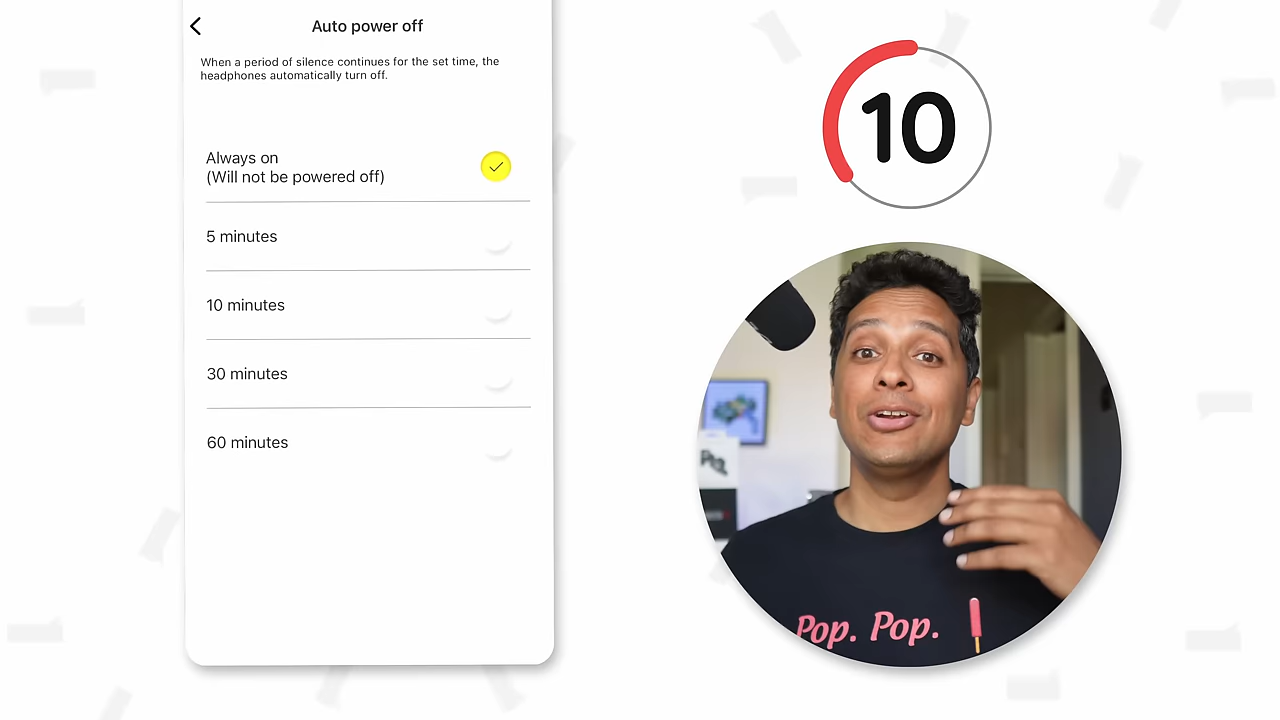 Auto power off
When a period of silence continues for the set time, the
headphones automatically turn off.
Always on
(Will not be powered off)
5 minutes
10 minutes
30 minutes
60 minutes
10
Pop. Pop.